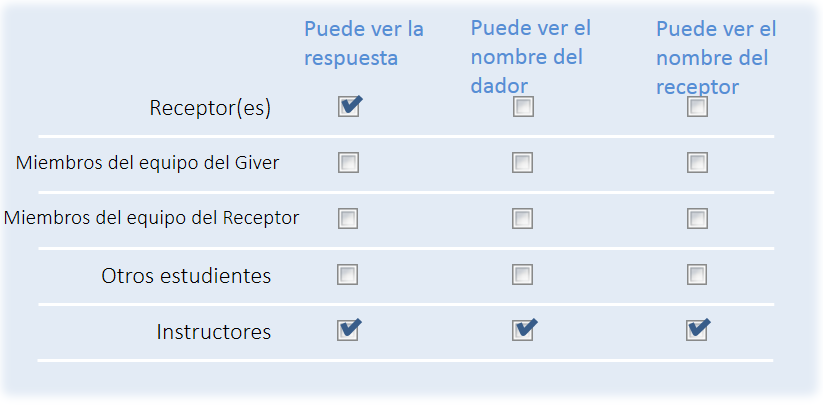 Puede ver la
respuesta
Puede ver el
nombre del
dador
Puede ver el
nombre del
receptor
Receptor(es)
Miembros del equipo del Giver
Miembros del equipo del Receptor
Otros estudientes
Instructores